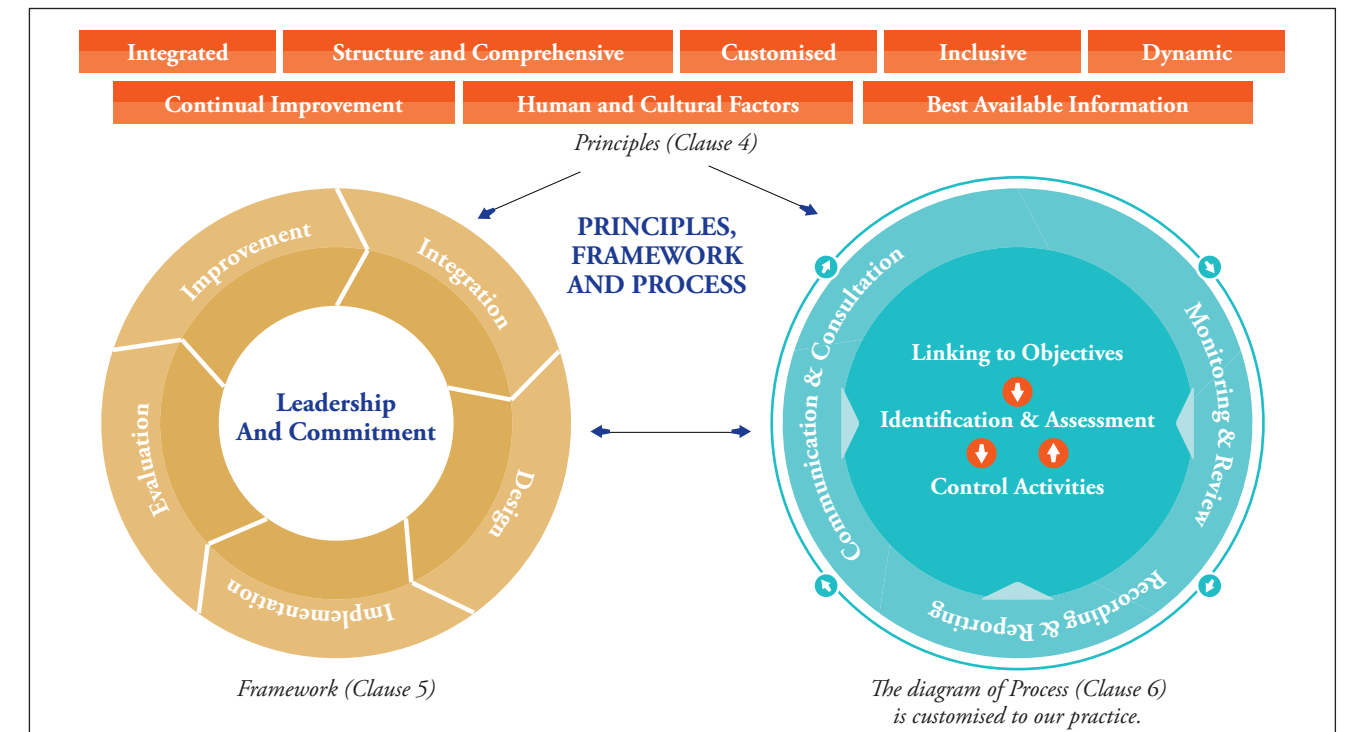 Integrated
Structure and Comprehensive
Customised
Inclusive
Dynamic
Continual Improvement
Human and Cultural Factors
Best Available Information
Principles (Clause 4)
PRINCIPLES,
FRAMEWORK
AND PROCESS
Improvement
Integration
Design
Implementation
Evaluation
Leadership
And Commitment
Framework (Clause 5)
Communication & Consultation
Monitoring & Review
Recording & Reporting
Linking to Objectives
Identification & Assessment
Control Activities
The diagram of Process (Clause 6)
is customised to our practice.